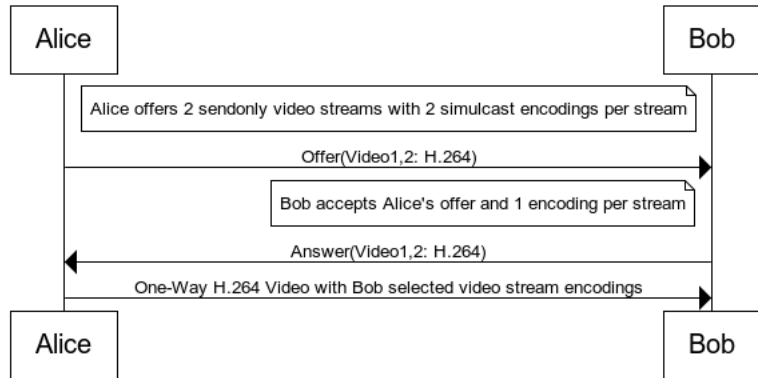 Alice
Bob
Alice offers 2 sendonly video streams with 2 simulcast encodings per stream
Offer(Video1,2: H.264)
Bob accepts Alice's offer and 1 encoding per stream
Answer(Video1,2: H.264)
One-Way H.264 Video with Bob selected video stream encodings
Alice
Bob